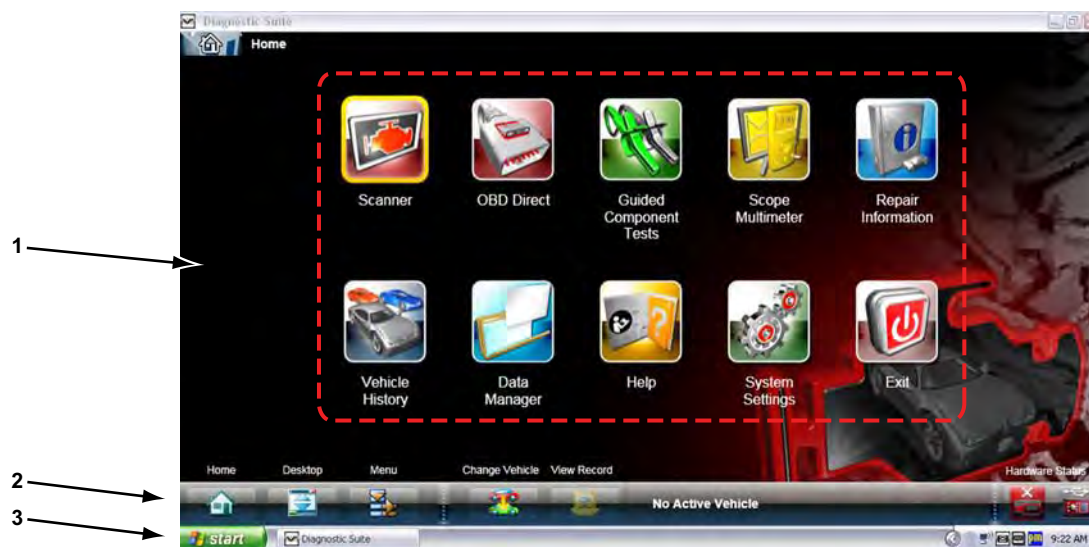 Diagnostic Suite
Home
Scanner
OBD Direct
Guided
Component
Tests
Scope
Multimeter
Repair
Information
1
Vehicle
History
Data
Manager
Help
System
Settings
Exit
Home
Desktop
Menu
Change Vehicle
View Record
Hardware Status
2
No Active Vehicle
3
start
Diagnostic Suite
9:22 AM